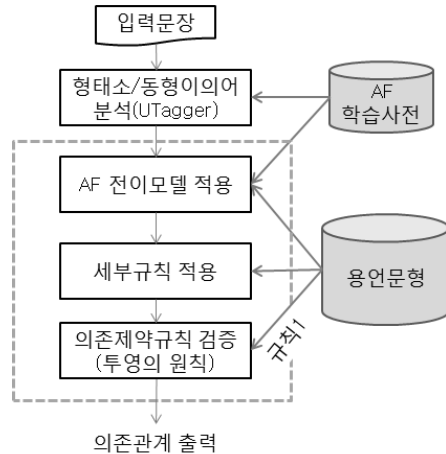 입력문장
형태소/동형이의어
분석(UTagger)
AF
학습사전
AF 전이모델 적용
세부규칙 적용
용언문형
의존제약규칙 검증
(투영의 원칙)
규칙1
의존관계 출력